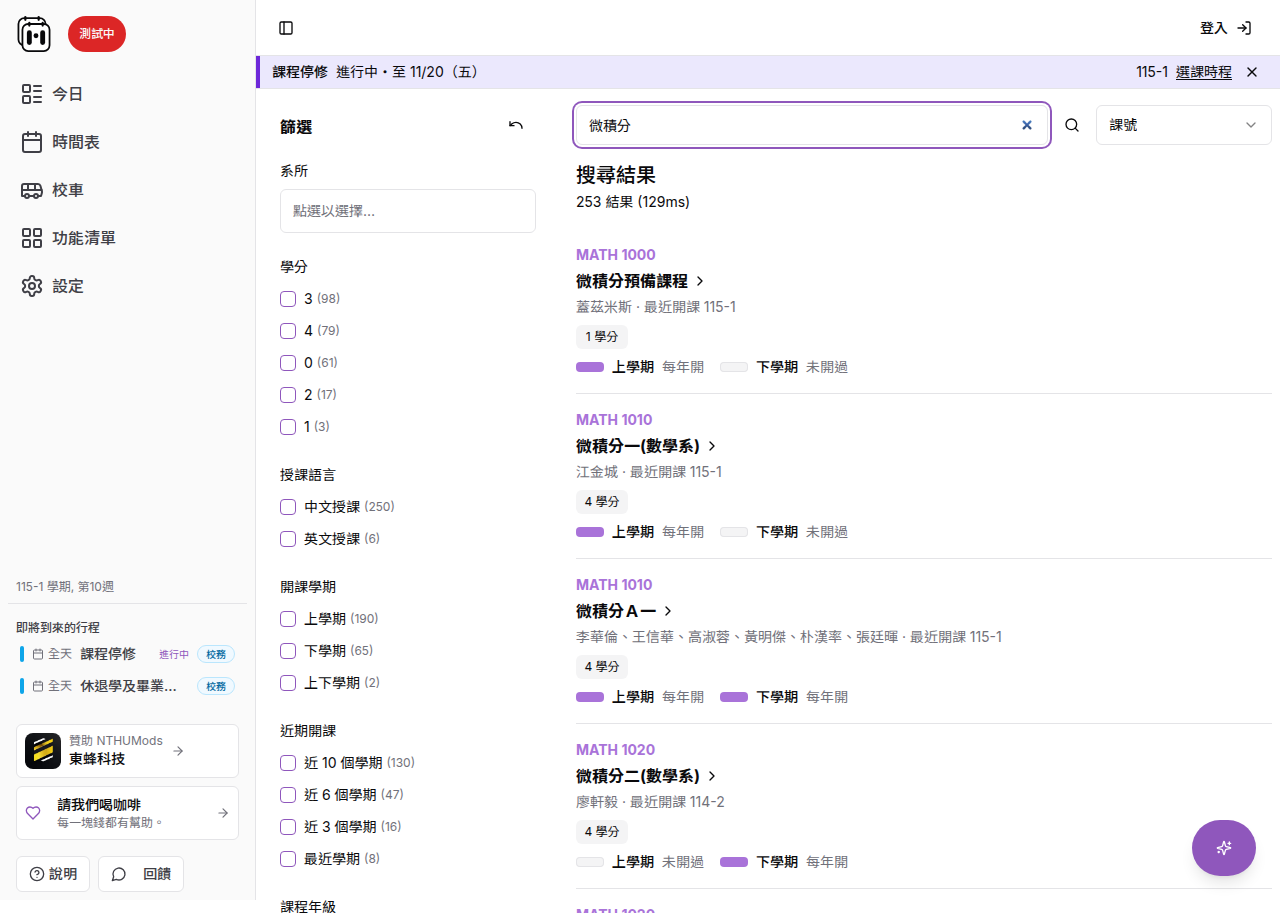 測試中
今日
時間表
校車
功能清單
設定
115-1 學期, 第10週
即將到來的行程
全天 課程停修 進行中 校務
全天 休退學及畢業... 校務
贊助 NTHUMods
東蜂科技
請我們喝咖啡
每一塊錢都有幫助。
說明 回饋
登入
課程停修 進行中・至 11/20（五） 115-1 選課時程
篩選
系所
點選以選擇...
學分
3 (98)
4 (79)
0 (61)
2 (17)
1 (3)
授課語言
中文授課 (250)
英文授課 (6)
開課學期
上學期 (190)
下學期 (65)
上下學期 (2)
近期開課
近 10 個學期 (130)
近 6 個學期 (47)
近 3 個學期 (16)
最近學期 (8)
課程年級
微積分 課號
搜尋結果
253 結果 (129ms)
MATH 1000
微積分預備課程
蓋茲米斯 · 最近開課 115-1
1 學分
上學期 每年開 下學期 未開過
MATH 1010
微積分一(數學系)
江金城 · 最近開課 115-1
4 學分
上學期 每年開 下學期 未開過
MATH 1010
微積分Ａ一
李華倫、王信華、高淑蓉、黃明傑、朴漢率、張廷暉 · 最近開課 115-1
4 學分
上學期 每年開 下學期 每年開
MATH 1020
微積分二(數學系)
廖軒毅 · 最近開課 114-2
4 學分
上學期 未開過 下學期 每年開